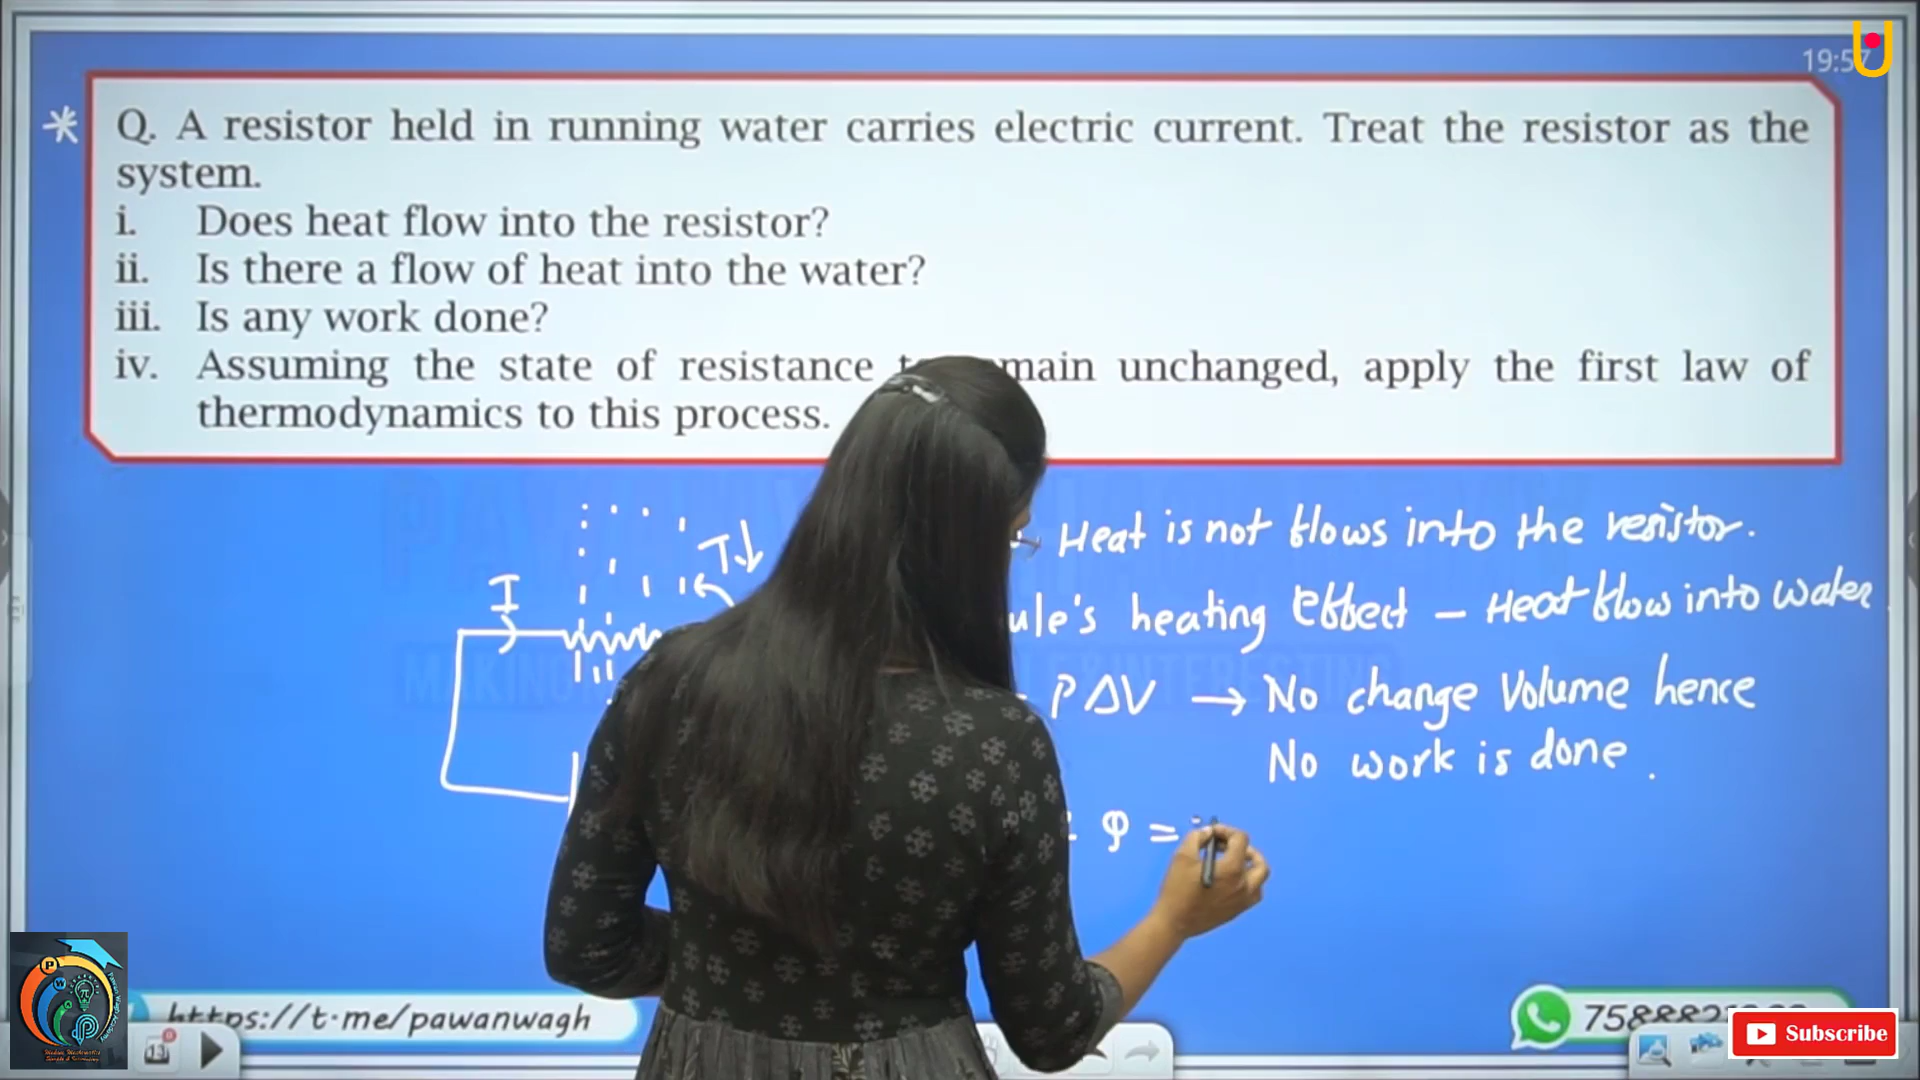 19:57
* Q. A resistor held in running water carries electric current. Treat the resistor as the
system.
i. Does heat flow into the resistor?
ii. Is there a flow of heat into the water?
iii. Is any work done?
iv. Assuming the state of resistance main unchanged, apply the first law of
thermodynamics to this process.
T↓
→ Heat is not flows into the resistor.
I
ule's heating Effect – Heat flow into water
PΔV → No change Volume hence
No work is done.
φ =
https://t.me/pawanwagh
13
Subscribe